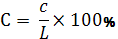 C = c/L × 100%